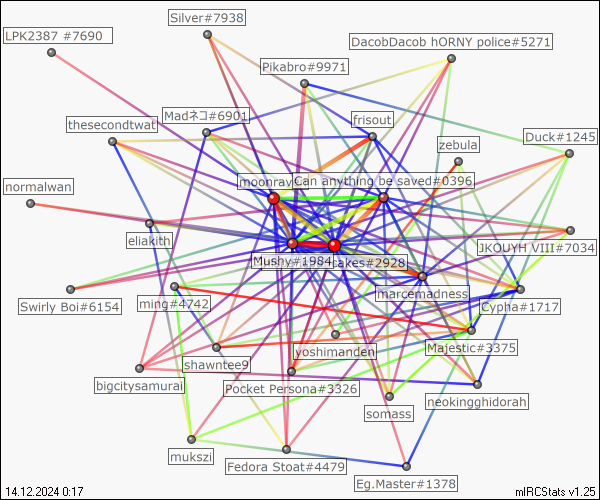 Silver#7938
LPK2387 #7690
DacobDacob hORNY police#5271
Pikabro#9971
Madネコ#6901
thesecondtwat
frisout
Duck#1245
zebula
moonray
Can anything be saved#0396
normalwan
eliakith
JKOUYH VIII#7034
Mushy#1984
cakes#2928
marcemadness
Swirly Boi#6154
ming#4742
Cypha#1717
yoshimanden
Majestic#3375
shawntee9
bigcitysamurai
Pocket Persona#3326
neokingghidorah
somass
mukszi
Fedora Stoat#4479
Eg.Master#1378
14.12.2024 0:17
mIRCStats v1.25